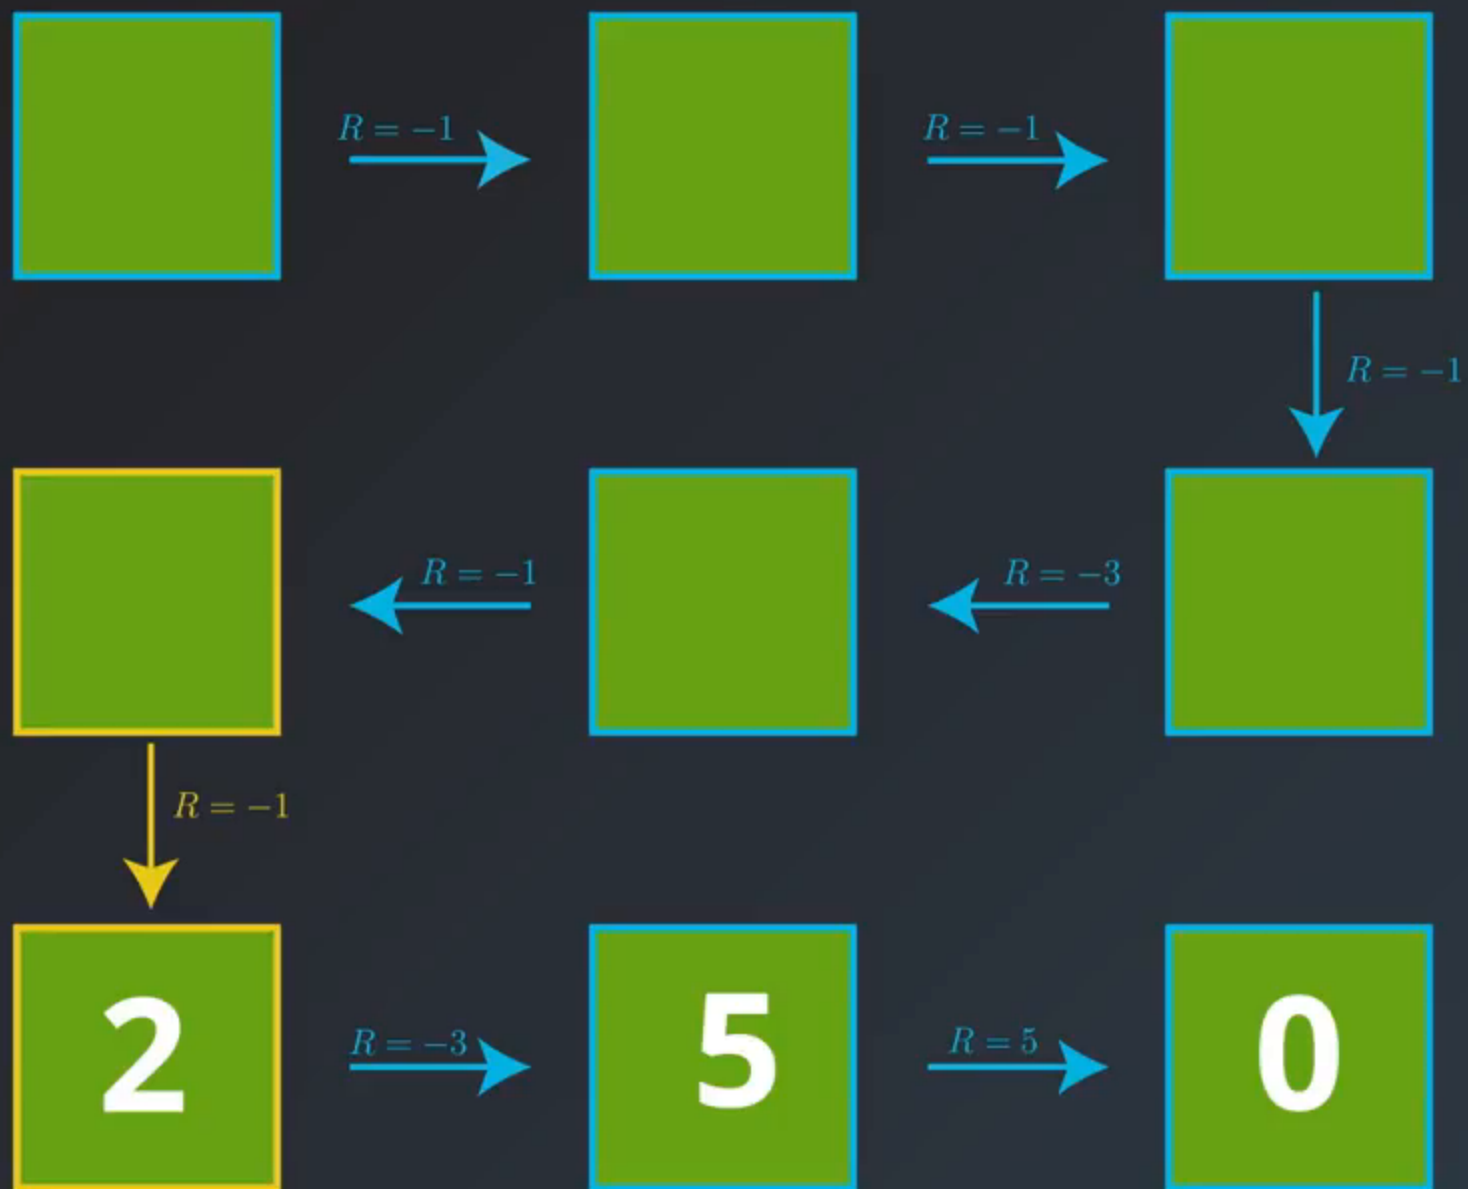 R = −1 R = −1
R = −1
R = −1 R = −3
R = −1
2 R = −3 5 R = 5 0